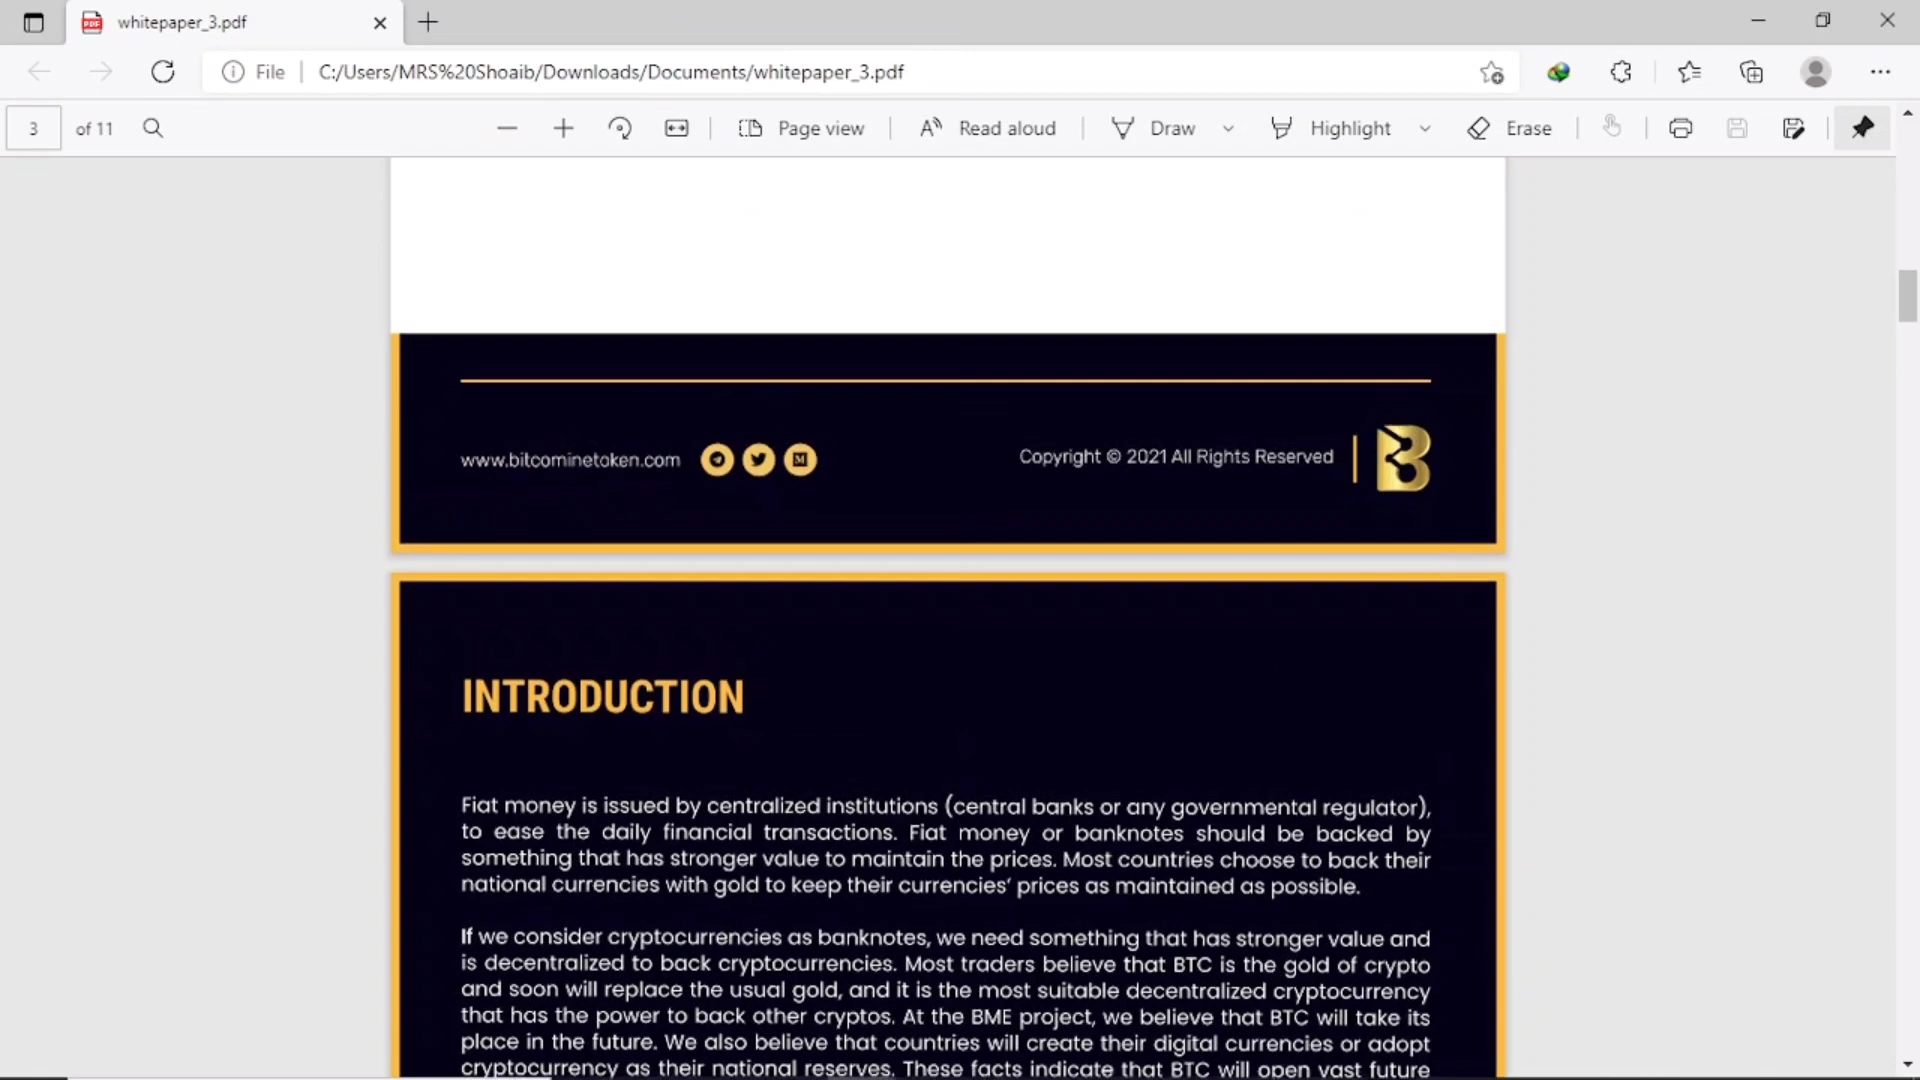 whitepaper_3.pdf
File
C:/Users/MRS%20Shoaib/Downloads/Documents/whitepaper_3.pdf
3 of 11
Page view
Read aloud
Draw
Highlight
Erase
www.bitcominetoken.com
Copyright © 2021 All Rights Reserved
INTRODUCTION
Fiat money is issued by centralized institutions (central banks or any governmental regulator),
to ease the daily financial transactions. Fiat money or banknotes should be backed by
something that has stronger value to maintain the prices. Most countries choose to back their
national currencies with gold to keep their currencies’ prices as maintained as possible.
If we consider cryptocurrencies as banknotes, we need something that has stronger value and
is decentralized to back cryptocurrencies. Most traders believe that BTC is the gold of crypto
and soon will replace the usual gold, and it is the most suitable decentralized cryptocurrency
that has the power to back other cryptos. At the BME project, we believe that BTC will take its
place in the future. We also believe that countries will create their digital currencies or adopt
cryptocurrency as their national reserves. These facts indicate that BTC will open vast future